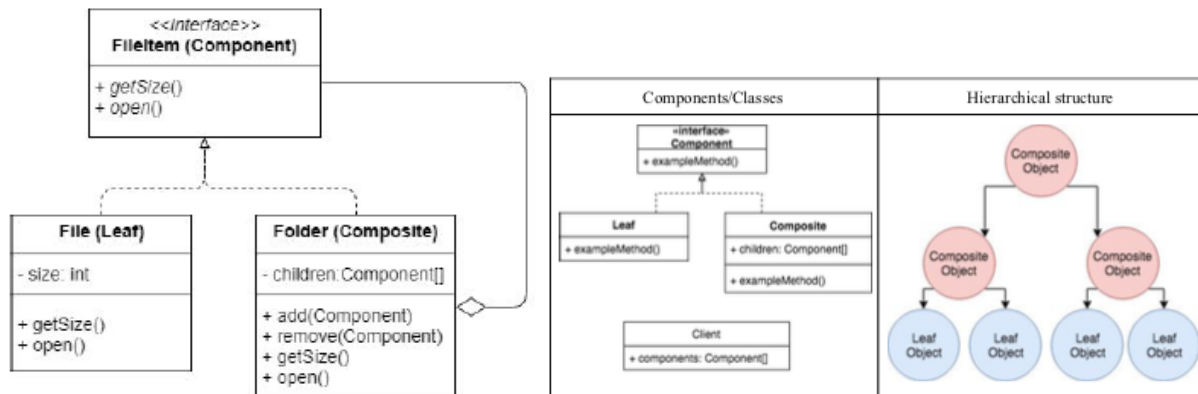 <<Interface>>
FileItem (Component)
+ getSize()
+ open()
File (Leaf)
- size: int
+ getSize()
+ open()
Folder (Composite)
- children:Component[]
+ add(Component)
+ remove(Component)
+ getSize()
+ open()
Components/Classes
«interface»
Component
+ exampleMethod()
Leaf
+ exampleMethod()
Composite
+ children: Component[]
+ exampleMethod()
Client
+ components: Component[]
Hierarchical structure
Composite
Object
Composite
Object
Composite
Object
Leaf
Object
Leaf
Object
Leaf
Object
Leaf
Object